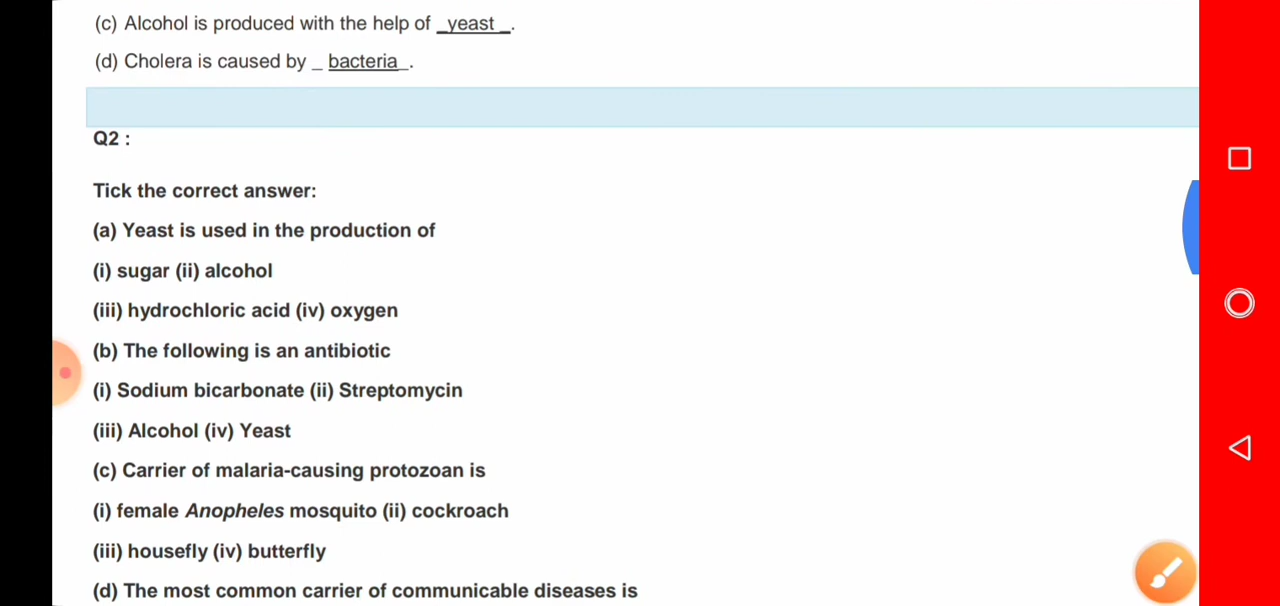 (c) Alcohol is produced with the help of _yeast _.
(d) Cholera is caused by _ bacteria_.
Q2 :
Tick the correct answer:
(a) Yeast is used in the production of
(i) sugar (ii) alcohol
(iii) hydrochloric acid (iv) oxygen
(b) The following is an antibiotic
(i) Sodium bicarbonate (ii) Streptomycin
(iii) Alcohol (iv) Yeast
(c) Carrier of malaria-causing protozoan is
(i) female Anopheles mosquito (ii) cockroach
(iii) housefly (iv) butterfly
(d) The most common carrier of communicable diseases is